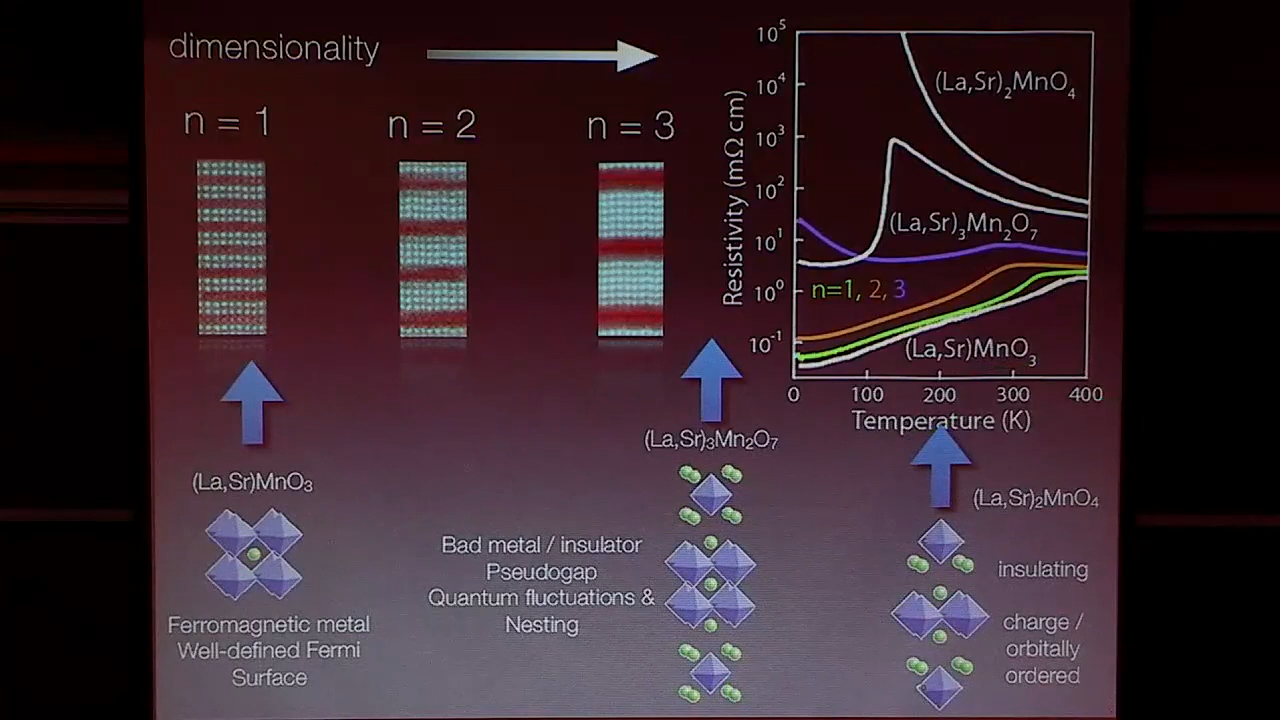 dimensionality
n = 1
n = 2
n = 3
(La,Sr)MnO₃
Ferromagnetic metal
Well-defined Fermi
Surface
Bad metal / insulator
Pseudogap
Quantum fluctuations &
Nesting
(La,Sr)₃Mn₂O₇
(La,Sr)₂MnO₄
insulating
charge /
orbitally
ordered
Resistivity (mΩ cm)
10⁵
10⁴
10³
10²
10¹
10⁰
10⁻¹
(La,Sr)₂MnO₄
(La,Sr)₃Mn₂O₇
n=1, 2, 3
(La,Sr)MnO₃
0 100 200 300 400
Temperature (K)